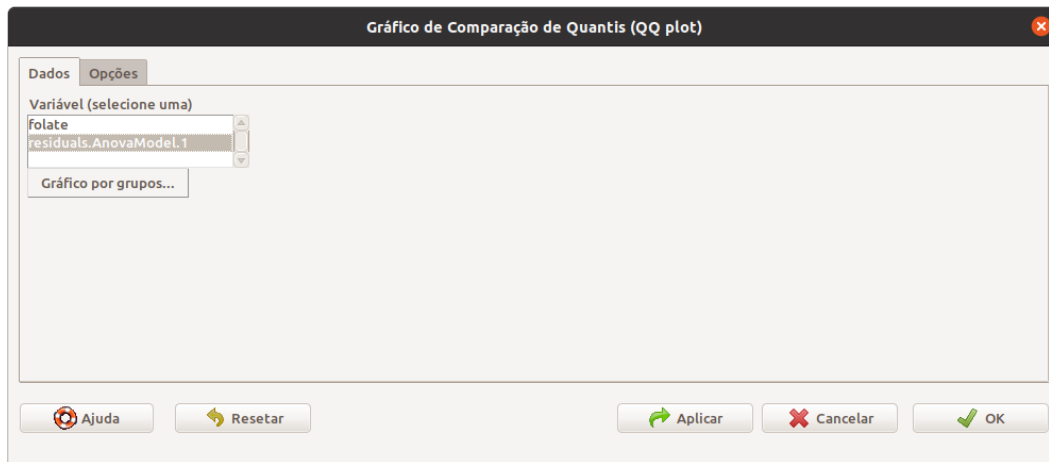 Gráfico de Comparação de Quantis (QQ plot)
Dados Opções
Variável (selecione uma)
folate
residuals.AnovaModel.1
Gráfico por grupos...
Ajuda Resetar Aplicar Cancelar OK